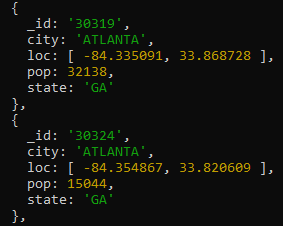 {
_id: '30319',
city: 'ATLANTA',
loc: [ -84.335091, 33.868728 ],
pop: 32138,
state: 'GA'
},
{
_id: '30324',
city: 'ATLANTA',
loc: [ -84.354867, 33.820609 ],
pop: 15044,
state: 'GA'
},